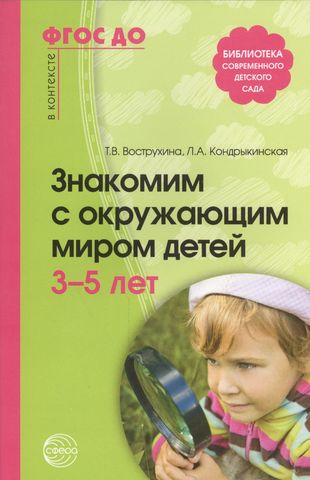 в контексте
ФГОС ДО
БИБЛИОТЕКА
СОВРЕМЕННОГО
ДЕТСКОГО
САДА
Т.В. Вострухина, Л.А. Кондрыкинская
Знакомим
с окружающим
миром детей
3–5 лет
сфера